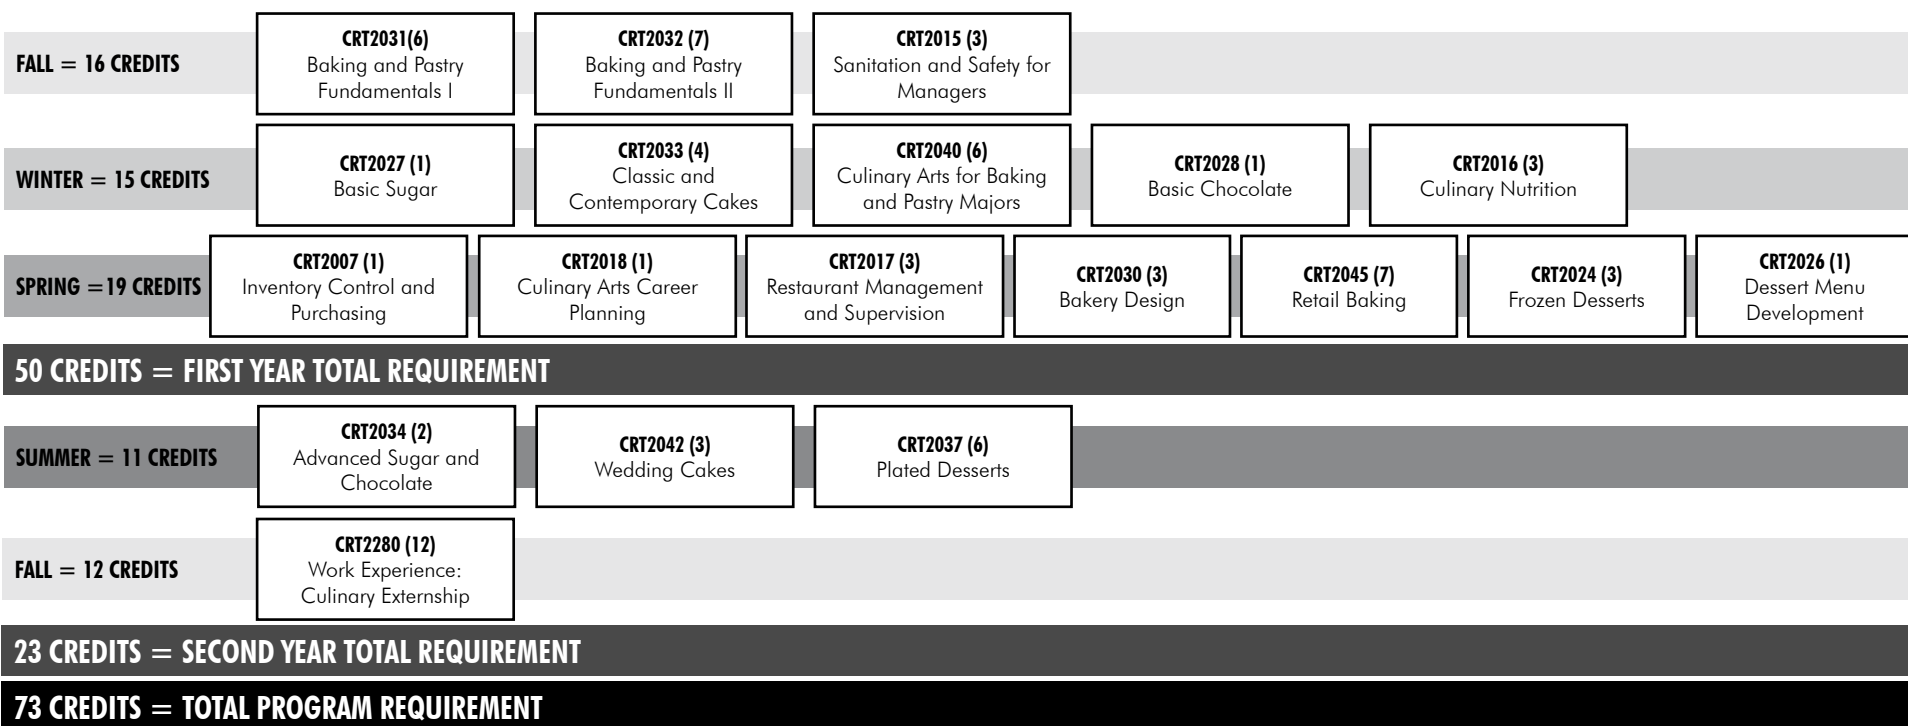 FALL = 16 CREDITS
CRT2031(6)
Baking and Pastry
Fundamentals I
CRT2032 (7)
Baking and Pastry
Fundamentals II
CRT2015 (3)
Sanitation and Safety for
Managers
WINTER = 15 CREDITS
CRT2027 (1)
Basic Sugar
CRT2033 (4)
Classic and
Contemporary Cakes
CRT2040 (6)
Culinary Arts for Baking
and Pastry Majors
CRT2028 (1)
Basic Chocolate
CRT2016 (3)
Culinary Nutrition
SPRING =19 CREDITS
CRT2007 (1)
Inventory Control and
Purchasing
CRT2018 (1)
Culinary Arts Career
Planning
CRT2017 (3)
Restaurant Management
and Supervision
CRT2030 (3)
Bakery Design
CRT2045 (7)
Retail Baking
CRT2024 (3)
Frozen Desserts
CRT2026 (1)
Dessert Menu
Development
50 CREDITS = FIRST YEAR TOTAL REQUIREMENT
SUMMER = 11 CREDITS
CRT2034 (2)
Advanced Sugar and
Chocolate
CRT2042 (3)
Wedding Cakes
CRT2037 (6)
Plated Desserts
FALL = 12 CREDITS
CRT2280 (12)
Work Experience:
Culinary Externship
23 CREDITS = SECOND YEAR TOTAL REQUIREMENT
73 CREDITS = TOTAL PROGRAM REQUIREMENT